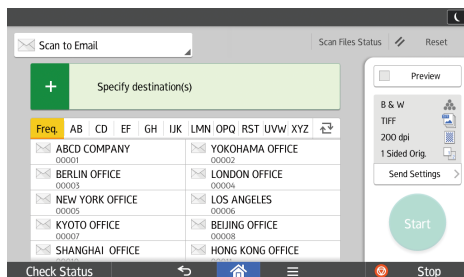 Scan to Email
Scan Files Status
Reset
Specify destination(s)
Preview
Freq. AB CD EF GH IJK LMN OPQ RST UVW XYZ
ABCD COMPANY
00001
YOKOHAMA OFFICE
00002
BERLIN OFFICE
00003
LONDON OFFICE
00004
NEW YORK OFFICE
00005
LOS ANGELES
00006
KYOTO OFFICE
00007
BEIJING OFFICE
00008
SHANGHAI OFFICE
HONG KONG OFFICE
B & W
TIFF
200 dpi
1 Sided Orig.
Send Settings
Start
Check Status
Stop